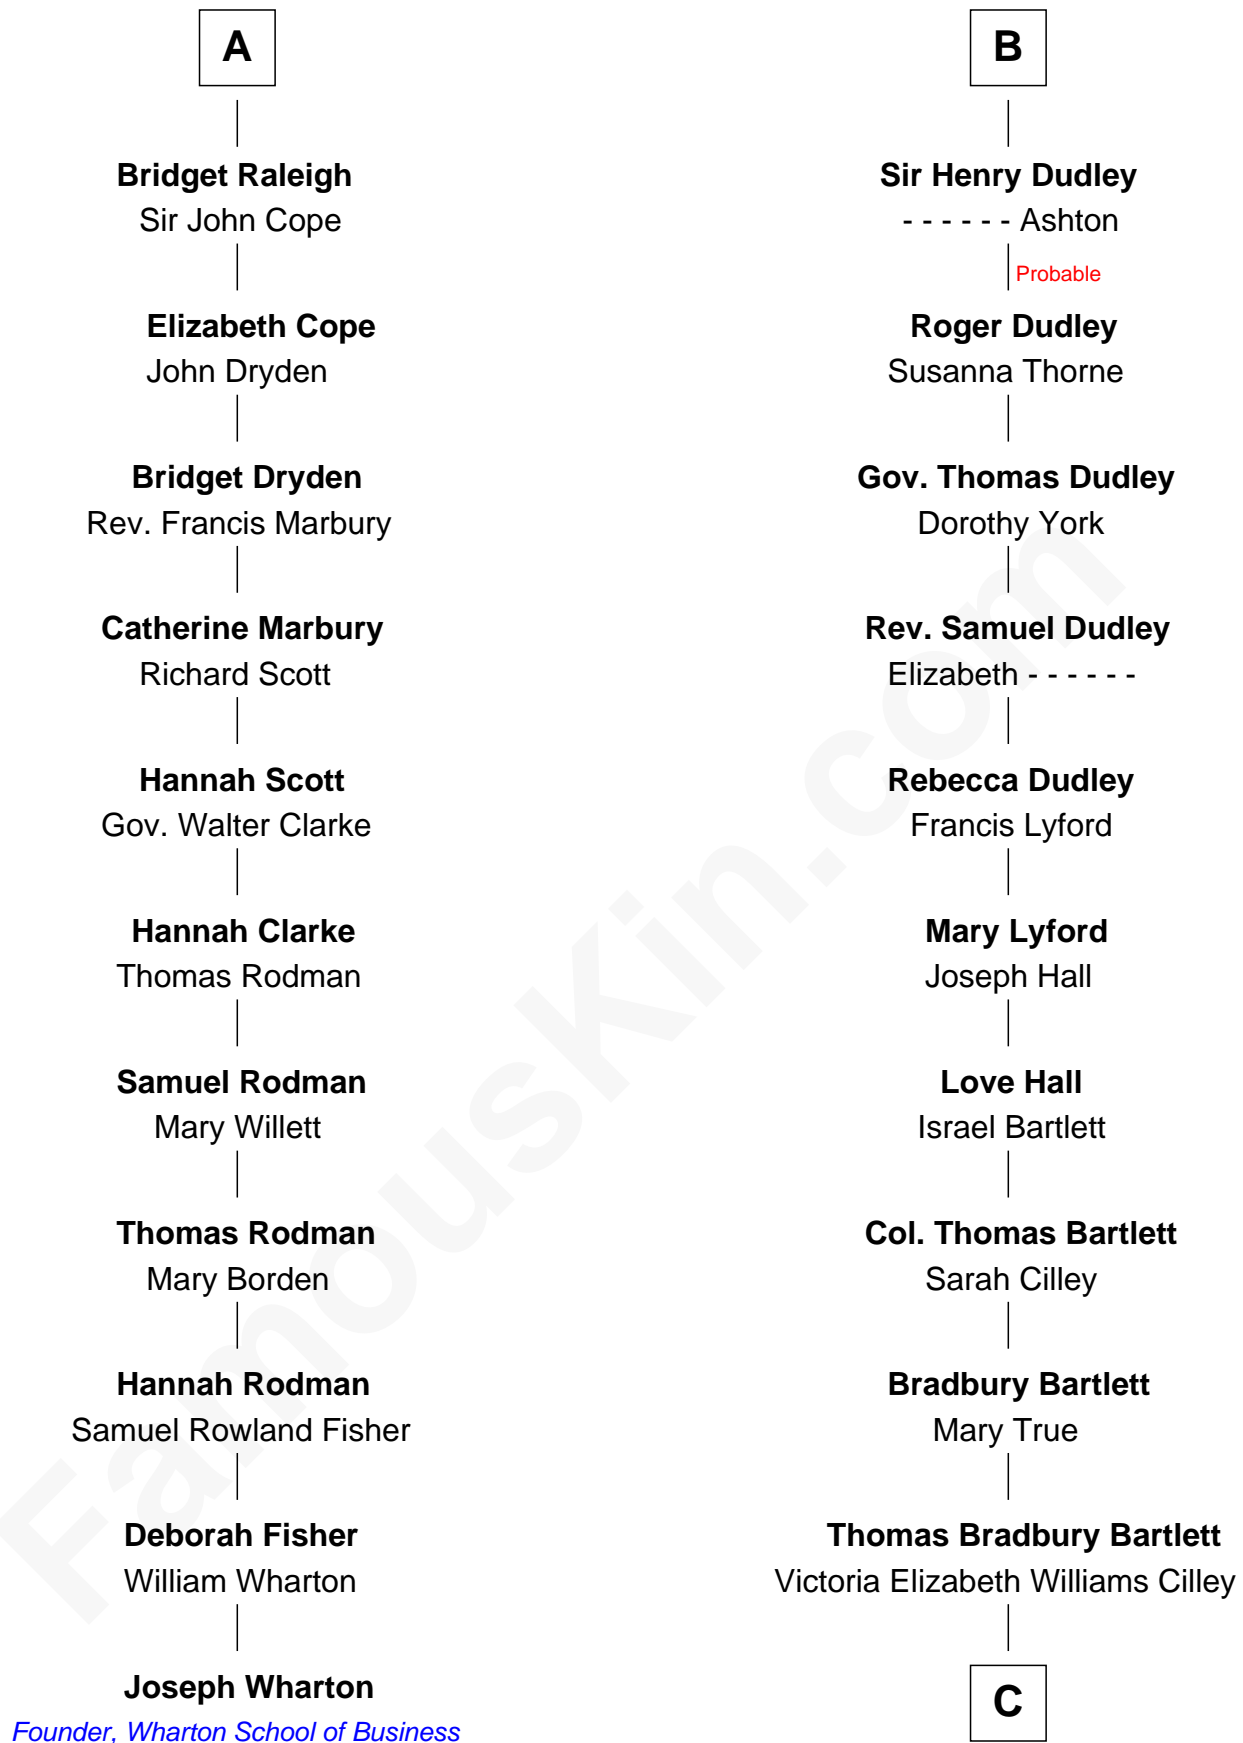 A
Bridget Raleigh
Sir John Cope
Elizabeth Cope
John Dryden
Bridget Dryden
Rev. Francis Marbury
Catherine Marbury
Richard Scott
Hannah Scott
Gov. Walter Clarke
Hannah Clarke
Thomas Rodman
Samuel Rodman
Mary Willett
Thomas Rodman
Mary Borden
Hannah Rodman
Samuel Rowland Fisher
Deborah Fisher
William Wharton
Joseph Wharton
Founder, Wharton School of Business
B
Sir Henry Dudley
- - - - - - Ashton
Probable
Roger Dudley
Susanna Thorne
Gov. Thomas Dudley
Dorothy York
Rev. Samuel Dudley
Elizabeth - - - - - -
Rebecca Dudley
Francis Lyford
Mary Lyford
Joseph Hall
Love Hall
Israel Bartlett
Col. Thomas Bartlett
Sarah Cilley
Bradbury Bartlett
Mary True
Thomas Bradbury Bartlett
Victoria Elizabeth Williams Cilley
C
FamousKin.com